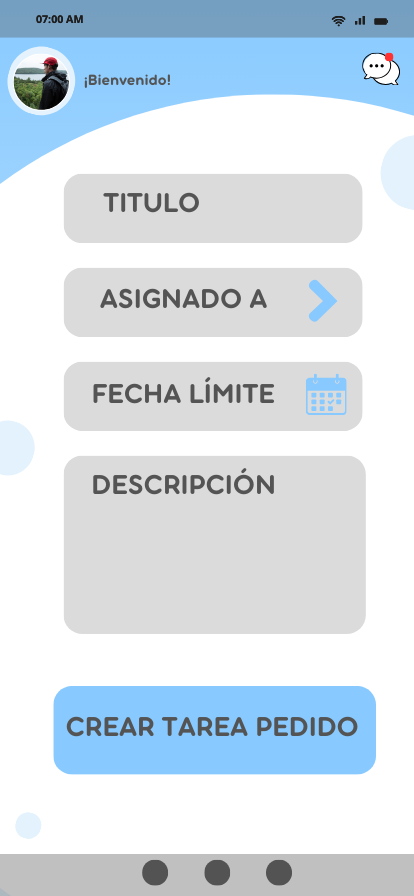 07:00 AM
¡Bienvenido!
TITULO
ASIGNADO A
FECHA LÍMITE
DESCRIPCIÓN
CREAR TAREA PEDIDO